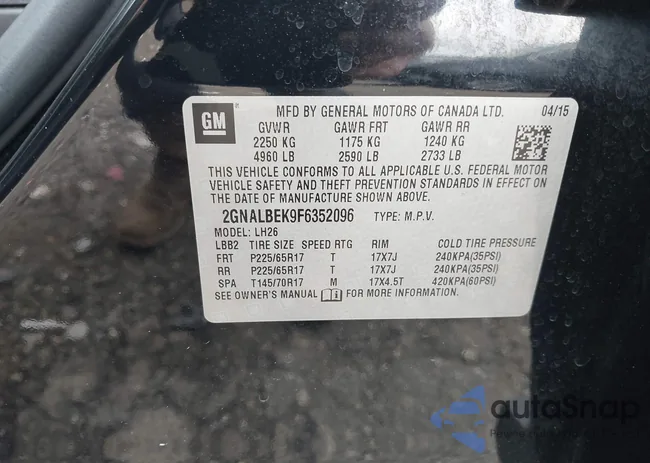 GM
MFD BY GENERAL MOTORS OF CANADA LTD. 04/15
GVWR GAWR FRT GAWR RR
2250 KG 1175 KG 1240 KG
4960 LB 2590 LB 2733 LB
THIS VEHICLE CONFORMS TO ALL APPLICABLE U.S. FEDERAL MOTOR
VEHICLE SAFETY AND THEFT PREVENTION STANDARDS IN EFFECT ON
THE DATE OF MANUFACTURE SHOWN ABOVE.
2GNALBEK9F6352096 TYPE: M.P.V.
MODEL: LH26
LBB2 TIRE SIZE SPEED RTG RIM COLD TIRE PRESSURE
FRT P225/65R17 T 17X7J 240KPA(35PSI)
RR P225/65R17 T 17X7J 240KPA(35PSI)
SPA T145/70R17 M 17X4.5T 420KPA(60PSI)
SEE OWNER'S MANUAL FOR MORE INFORMATION.
autoSnap